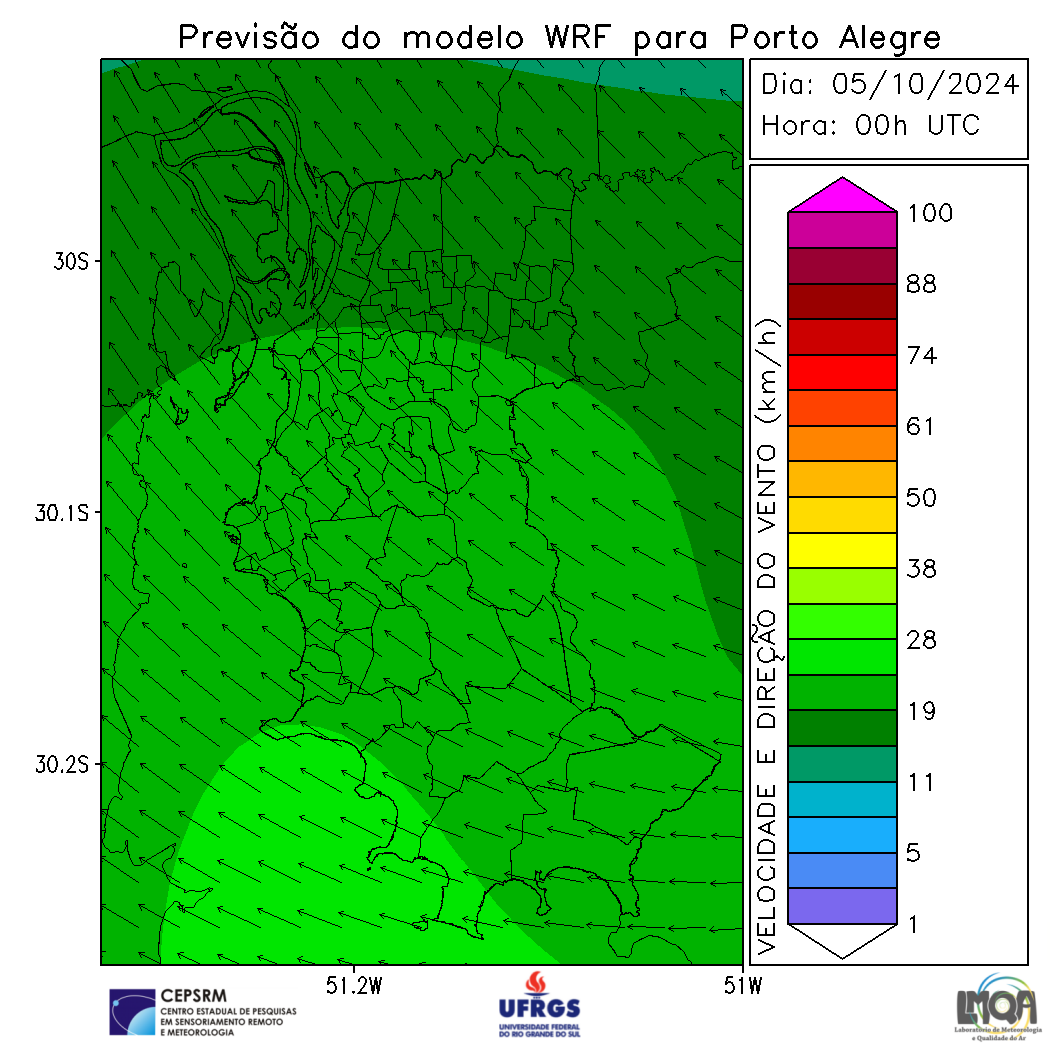 Previsão do modelo WRF para Porto Alegre
Dia: 05/10/2024
Hora: 00h UTC
30S
30.1S
30.2S
51.2W
51W
VELOCIDADE E DIREÇÃO DO VENTO (km/h)
100
88
74
61
50
38
28
19
11
5
1
CEPSRM
CENTRO ESTADUAL DE PESQUISAS
EM SENSORIAMENTO REMOTO
E METEOROLOGIA
UFRGS
UNIVERSIDADE FEDERAL
DO RIO GRANDE DO SUL
LMQA
Laboratório de Meteorologia
e Qualidade do Ar